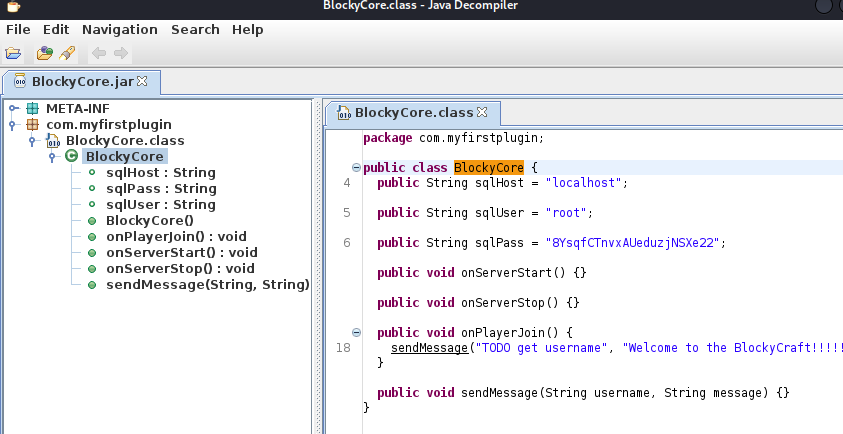 BlockyCore.class - Java Decompiler
File Edit Navigation Search Help
BlockyCore.jar
META-INF
com.myfirstplugin
BlockyCore.class
BlockyCore
sqlHost : String
sqlPass : String
sqlUser : String
BlockyCore()
onPlayerJoin() : void
onServerStart() : void
onServerStop() : void
sendMessage(String, String)
BlockyCore.class
package com.myfirstplugin;
public class BlockyCore {
4 public String sqlHost = "localhost";
5 public String sqlUser = "root";
6 public String sqlPass = "8YsqfCTnvxAUeduzjNSXe22";
public void onServerStart() {}
public void onServerStop() {}
public void onPlayerJoin() {
18 sendMessage("TODO get username", "Welcome to the BlockyCraft!!!!!
}
public void sendMessage(String username, String message) {}
}